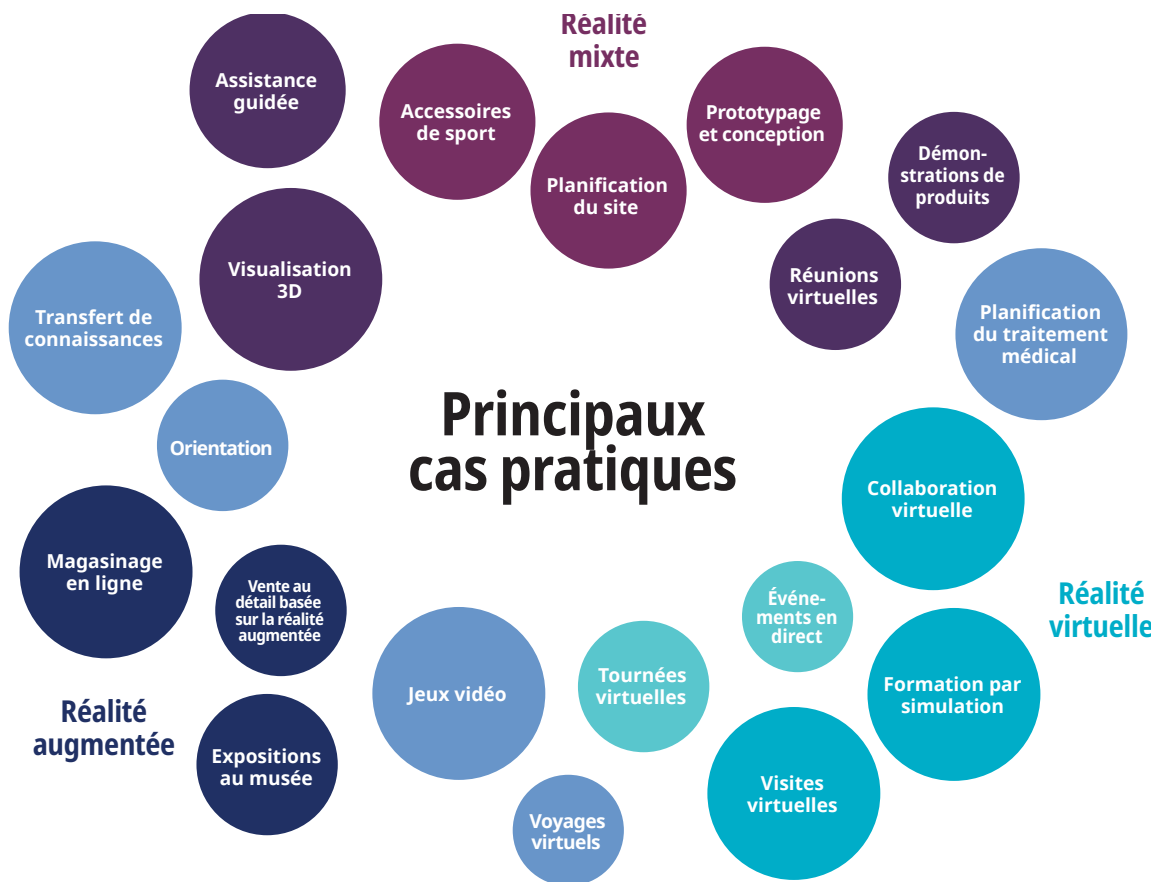 Réalité
mixte
Assistance
guidée
Accessoires
de sport
Prototypage
et conception
Planification
du site
Démon-
strations de
produits
Visualisation
3D
Réunions
virtuelles
Transfert de
connaissances
Planification
du traitement
médical
Principaux
cas pratiques
Orientation
Collaboration
virtuelle
Magasinage
en ligne
Vente au
détail basée
sur la réalité
augmentée
Événe-
ments en
direct
Réalité
virtuelle
Jeux vidéo
Tournées
virtuelles
Formation par
simulation
Réalité
augmentée
Expositions
au musée
Visites
virtuelles
Voyages
virtuels